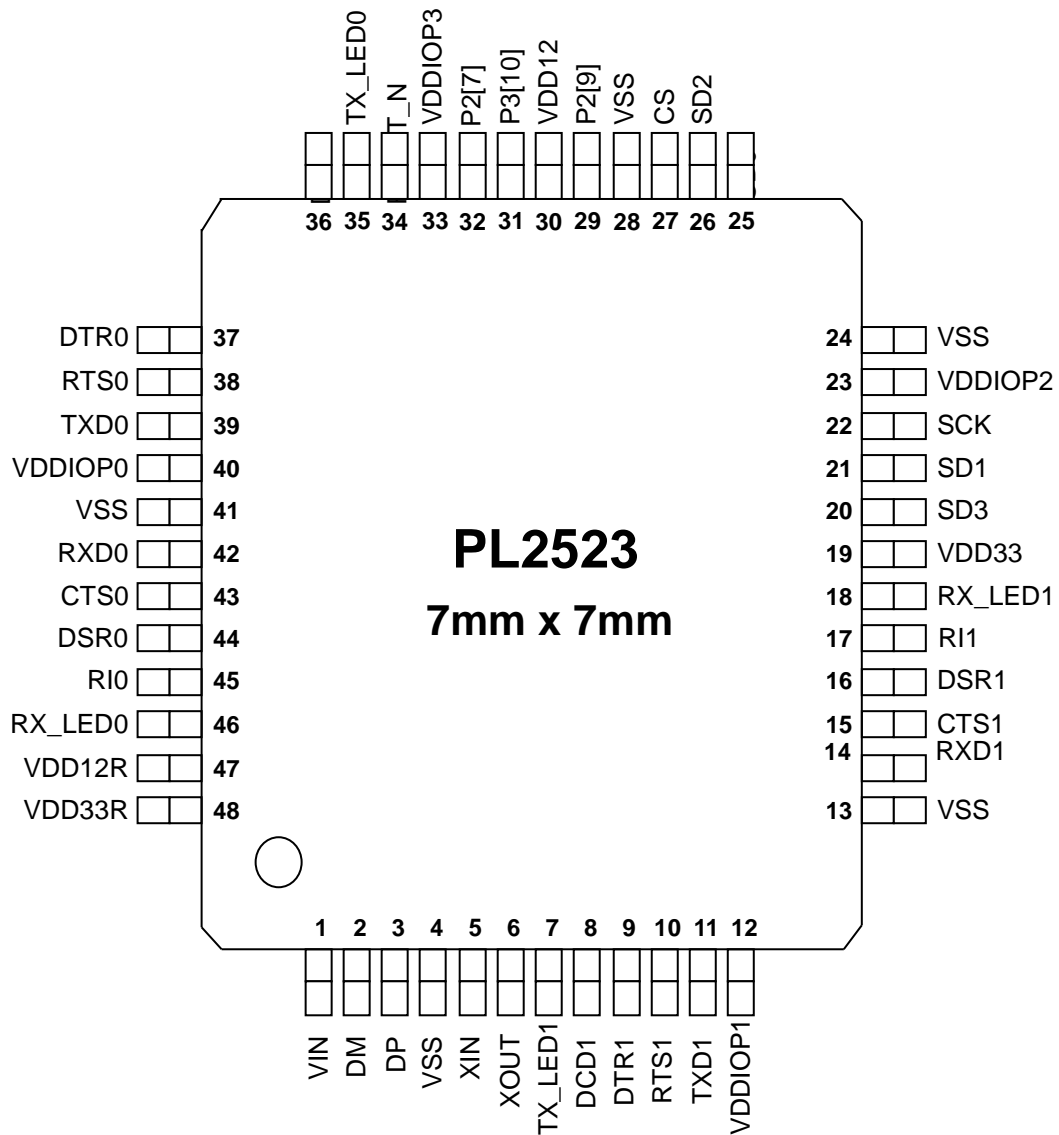 TX_LED0
T_N
VDDIOP3
P2[7]
P3[10]
VDD12
P2[9]
VSS
CS
SD2
36 35 34 33 32 31 30 29 28 27 26 25
DTR0 37
RTS0 38
TXD0 39
VDDIOP0 40
VSS 41
RXD0 42
CTS0 43
DSR0 44
RI0 45
RX_LED0 46
VDD12R 47
VDD33R 48
PL2523
7mm x 7mm
24 VSS
23 VDDIOP2
22 SCK
21 SD1
20 SD3
19 VDD33
18 RX_LED1
17 RI1
16 DSR1
15 CTS1
14 RXD1
13 VSS
1 2 3 4 5 6 7 8 9 10 11 12
VIN
DM
DP
VSS
XIN
XOUT
TX_LED1
DCD1
DTR1
RTS1
TXD1
VDDIOP1